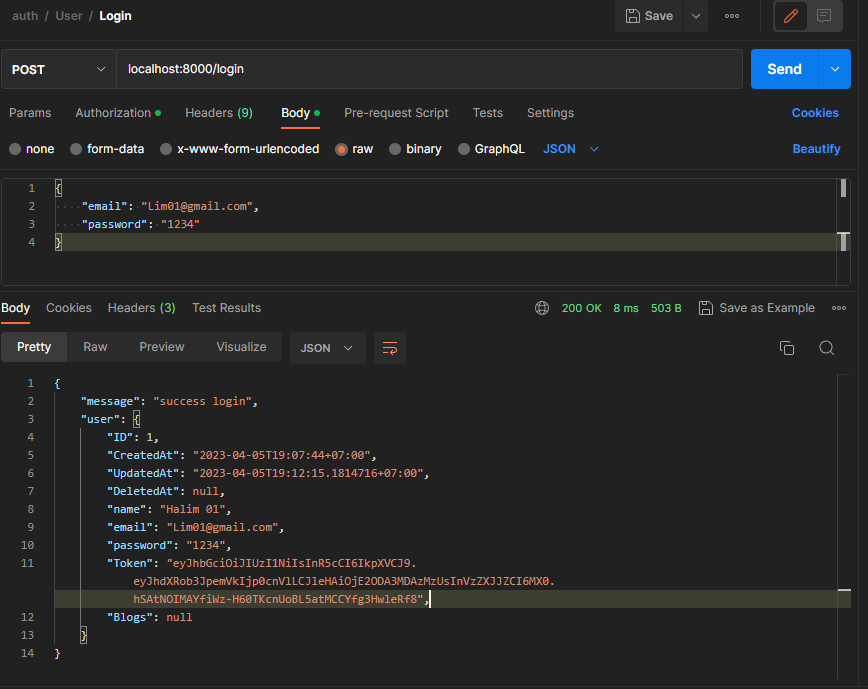 auth / User / Login
Save
POST
localhost:8000/login
Send
Params Authorization Headers (9) Body Pre-request Script Tests Settings Cookies
none form-data x-www-form-urlencoded raw binary GraphQL JSON Beautify
1 {
2 "email": "Lim01@gmail.com",
3 "password": "1234"
4 }
Body Cookies Headers (3) Test Results 200 OK 8 ms 503 B Save as Example
Pretty Raw Preview Visualize JSON
1 {
2 "message": "success login",
3 "user": {
4 "ID": 1,
5 "CreatedAt": "2023-04-05T19:07:44+07:00",
6 "UpdatedAt": "2023-04-05T19:12:15.1814716+07:00",
7 "DeletedAt": null,
8 "name": "Halim 01",
9 "email": "Lim01@gmail.com",
10 "password": "1234",
11 "Token": "eyJhbGciOiJIUzI1NiIsInR5cCI6IkpXVCJ9.
eyJhdXRob3JpemVkIjp0cnVlLCJleHAiOjE2ODA3MDAzMzUsInVzZXJJZCI6MX0.
hSAtNOIMAYfiWz-H60TKcnUoBL5atMCCYfg3HwleRf8",
12 "Blogs": null
13 }
14 }